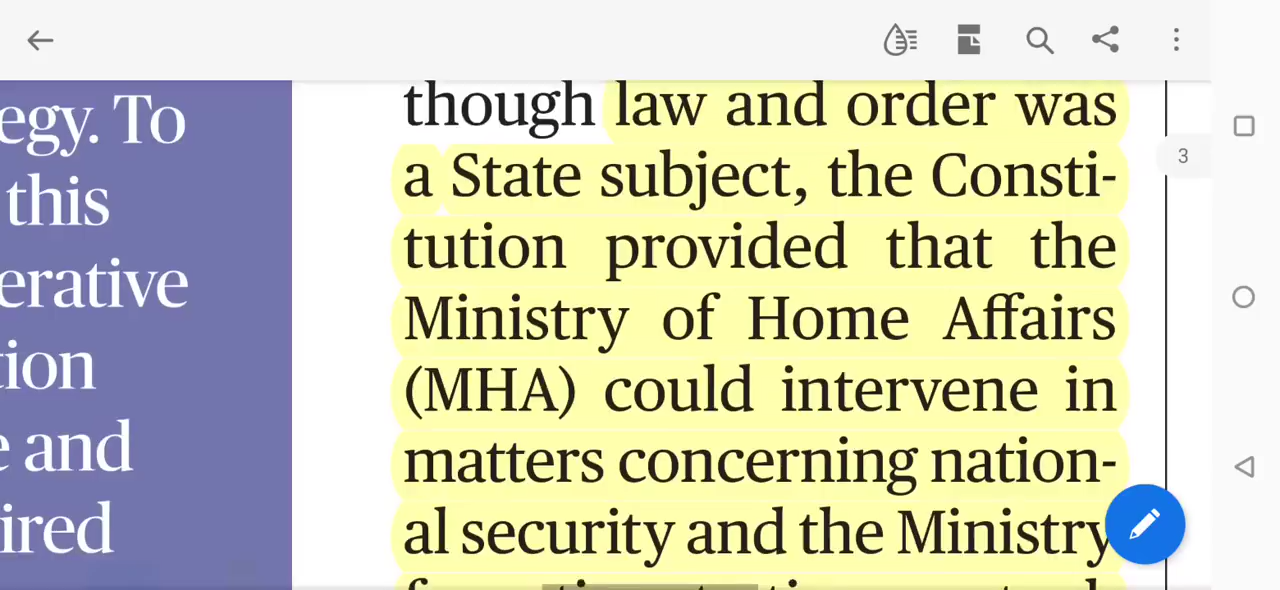 egy. To
this
erative
tion
e and
ired
though law and order was
a State subject, the Consti-
tution provided that the
Ministry of Home Affairs
(MHA) could intervene in
matters concerning nation-
al security and the Ministry
3